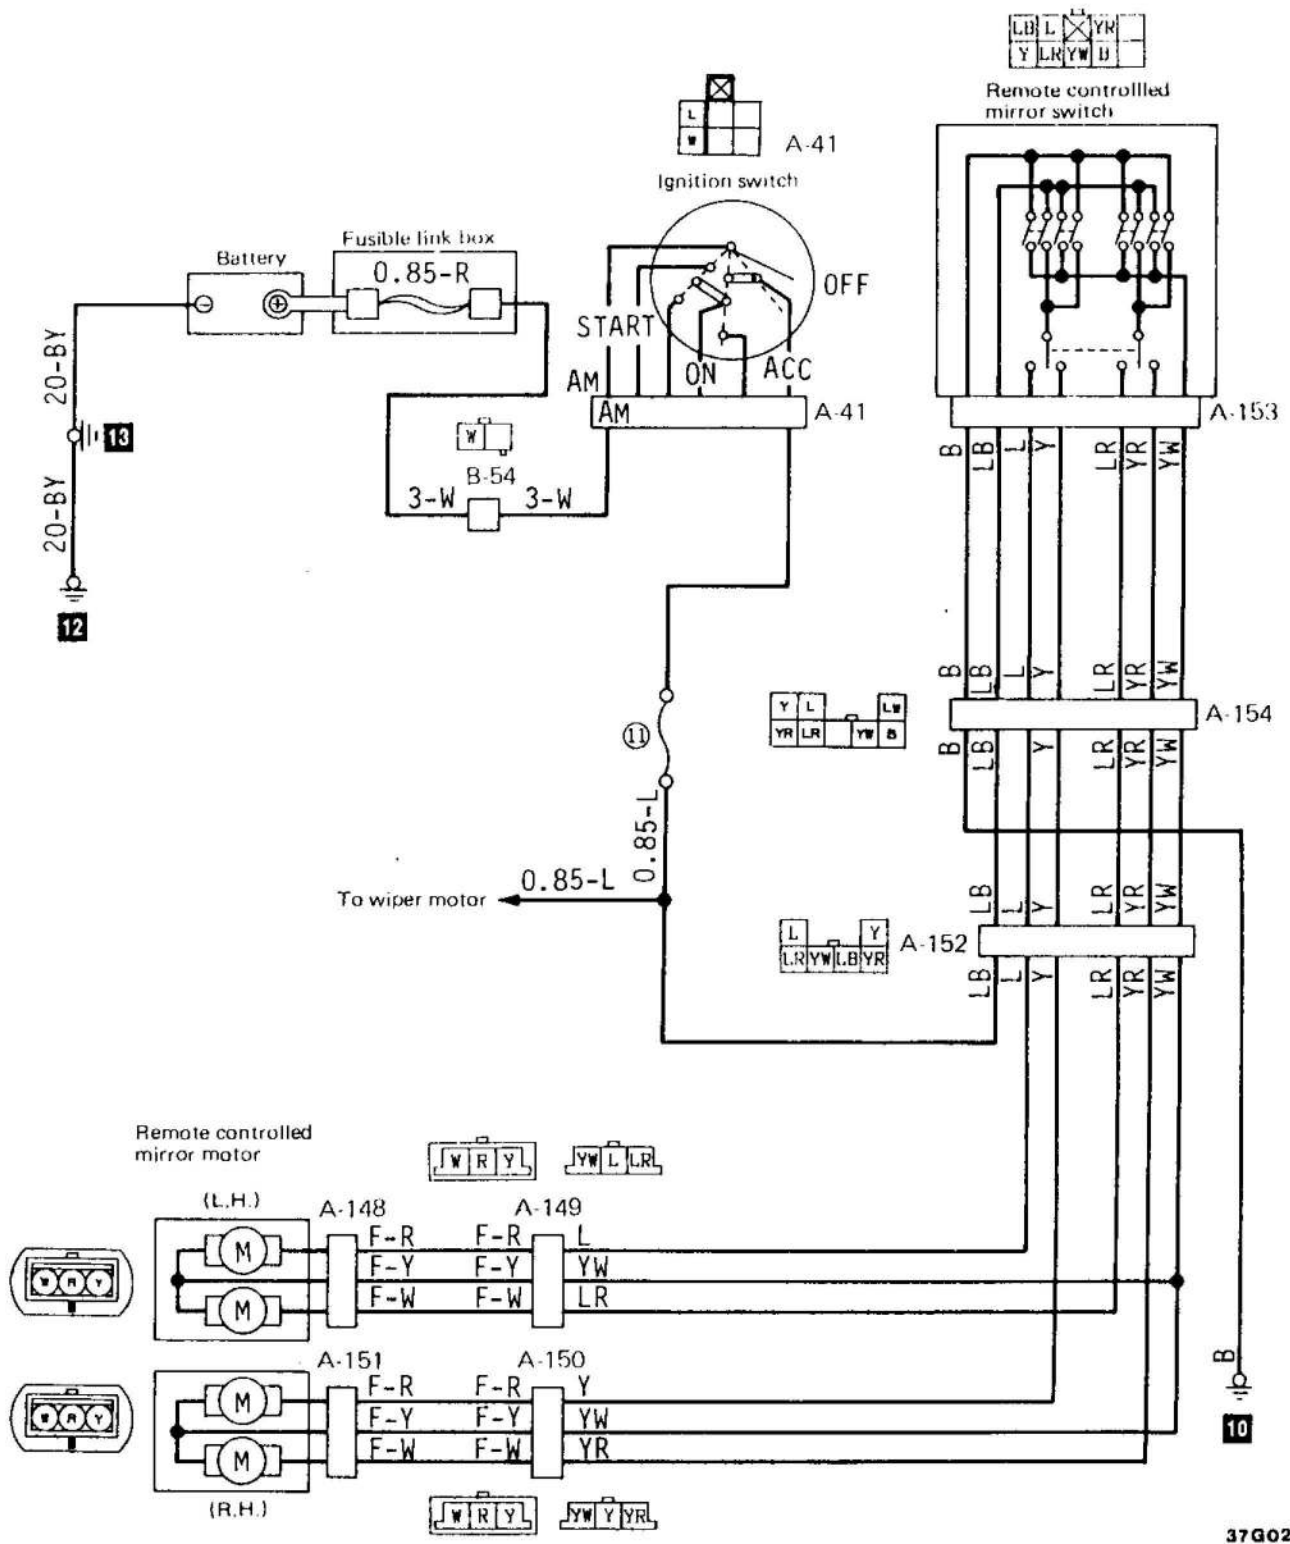 LB L YR
Y LR YW B
Remote controllled
mirror switch
L
W
A-41
Ignition switch
Battery
Fusible link box
0.85-R
OFF
START
AM ON ACC
AM A-41
A-153
20-BY
13
W
B-54
3-W 3-W
B LB L Y LR YR YW
20-BY
12
B LB L Y LR YR YW
Y L LW
YR LR YW B
A-154
11
B LB Y LR YR YW
0.85-L
0.85-L
To wiper motor
LB L Y LR YR YW
L Y
LR YW LB YR
A-152
LB L Y LR YR YW
Remote controlled
mirror motor
W R Y YW L LR
(L.H.)
A-148 A-149
M F-R F-R L
W R Y F-Y F-Y YW
M F-W F-W LR
A-151 A-150
B
M F-R F-R Y
W R Y F-Y F-Y YW
10
M F-W F-W YR
(R.H.)
W R Y YW Y YR
37G02